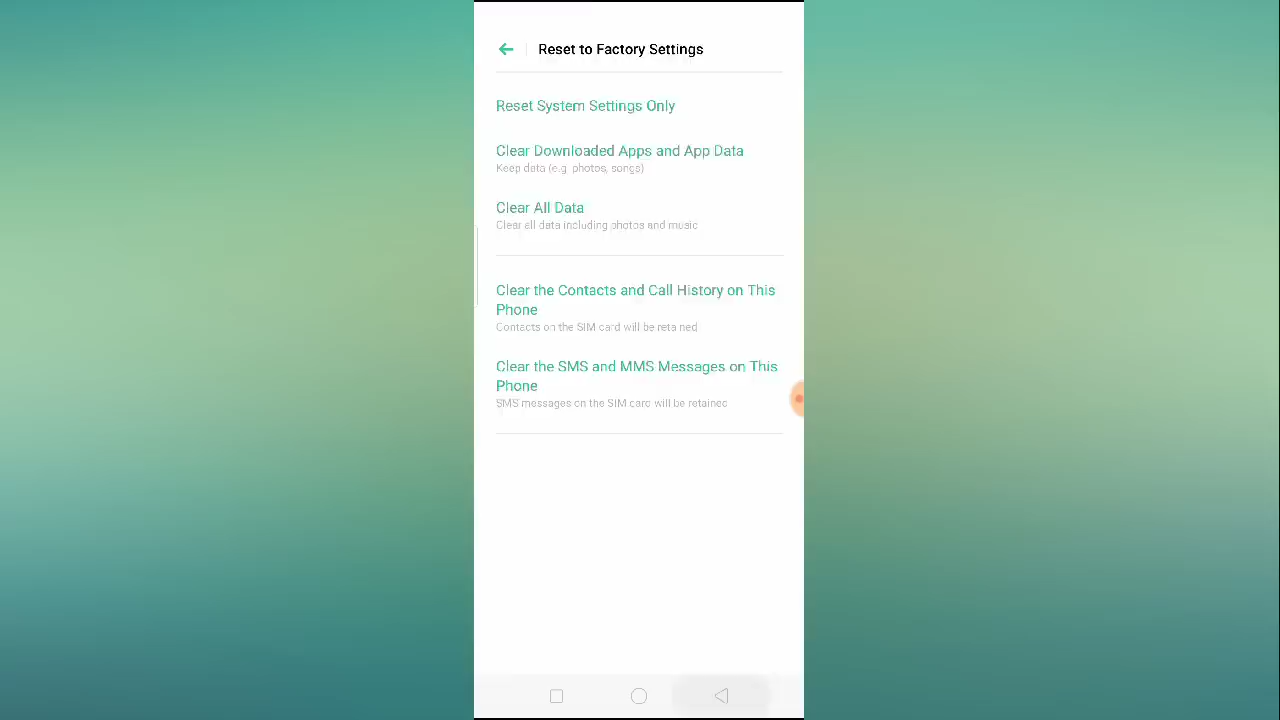 Reset to Factory Settings
Reset System Settings Only
Clear Downloaded Apps and App Data
Keep data (e.g. photos, songs)
Clear All Data
Clear all data including photos and music
Clear the Contacts and Call History on This
Phone
Contacts on the SIM card will be retained
Clear the SMS and MMS Messages on This
Phone
SMS messages on the SIM card will be retained